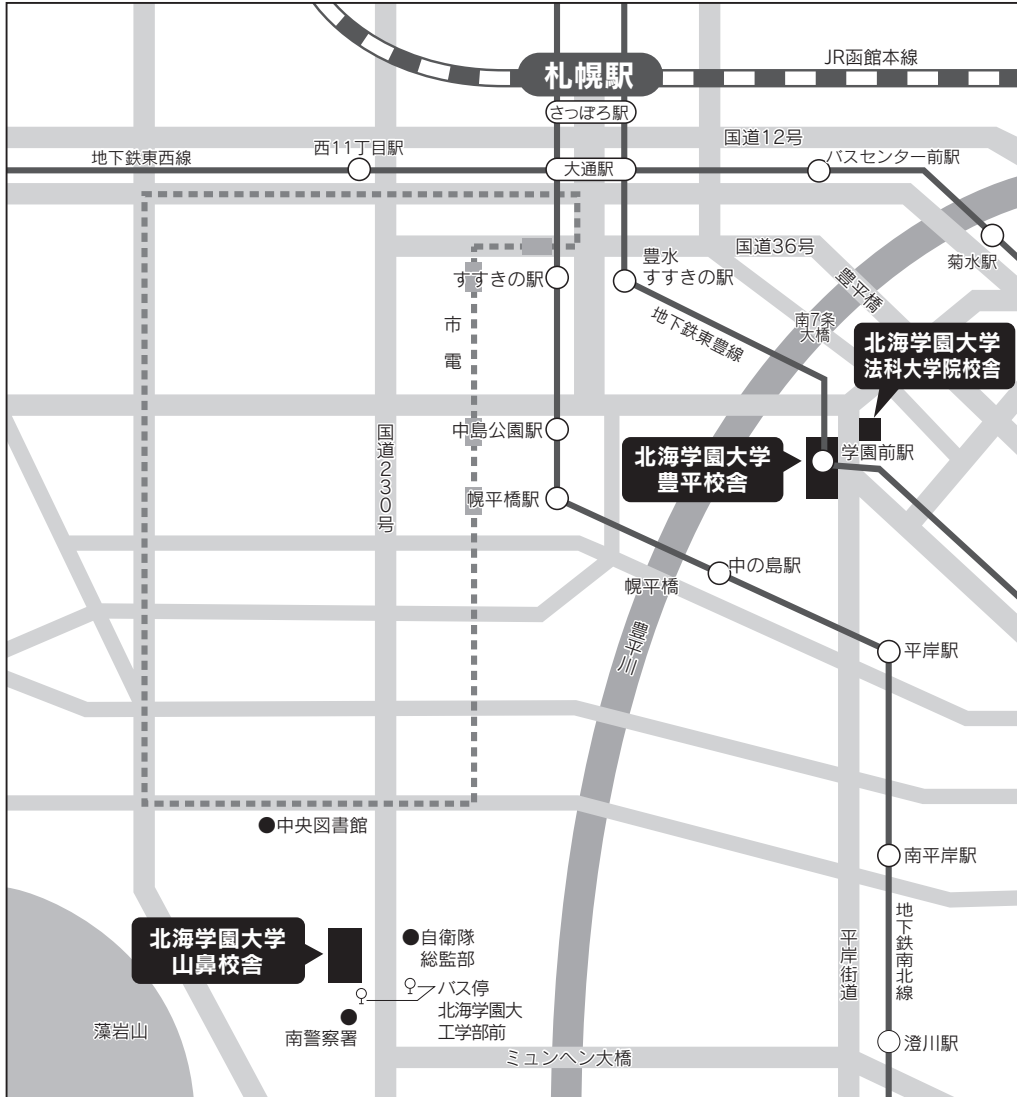 JR函館本線
札幌駅
さっぽろ駅
国道12号
地下鉄東西線
西11丁目駅
大通駅
バスセンター前駅
国道36号
豊水
すすきの駅
菊水駅
すすきの駅
豊平橋
市電
地下鉄東豊線
南7条
大橋
北海学園大学
法科大学院校舎
中島公園駅
国道230号
北海学園大学
豊平校舎
学園前駅
幌平橋駅
中の島駅
幌平橋
豊平川
平岸駅
中央図書館
南平岸駅
北海学園大学
山鼻校舎
自衛隊
総監部
平岸街道
地下鉄南北線
バス停
北海学園大
工学部前
藻岩山
南警察署
ミュンヘン大橋
澄川駅